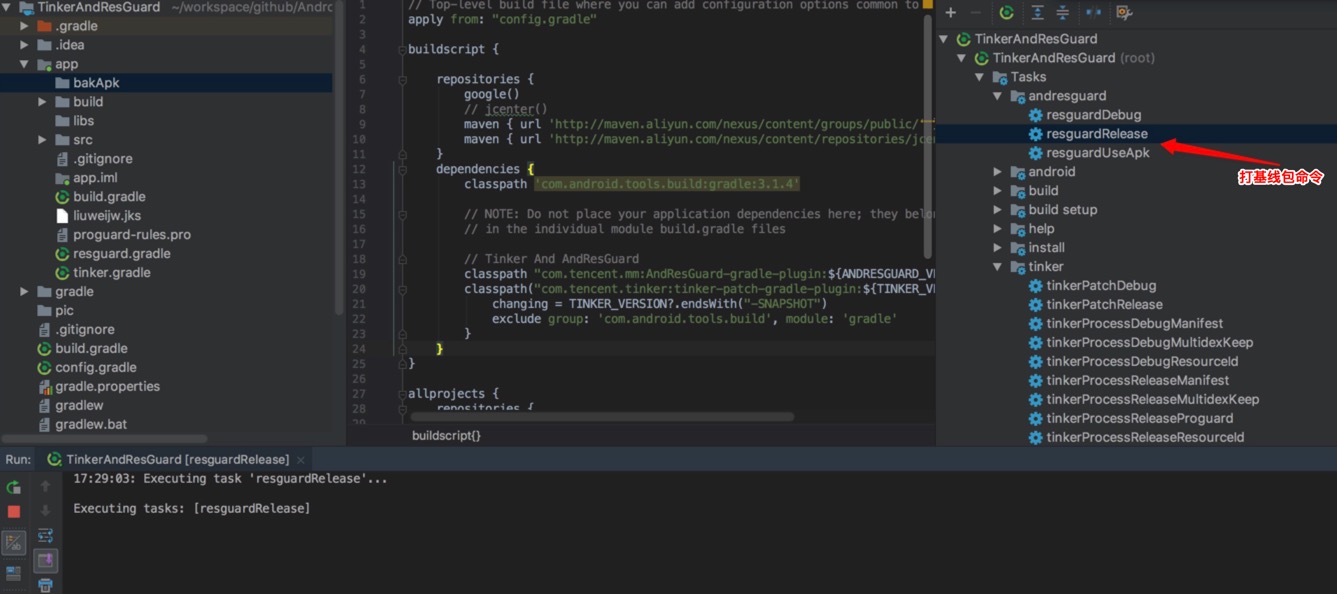 TinkerAndResGuard ~/workspace/github/Andro
.gradle
.idea
app
bakApk
build
libs
src
.gitignore
app.iml
build.gradle
liuweijw.jks
proguard-rules.pro
resguard.gradle
tinker.gradle
gradle
pic
.gitignore
build.gradle
config.gradle
gradle.properties
gradlew
gradlew.bat
1 // Top-level build file where you can add configuration options common to
2 apply from: "config.gradle"
3
4 buildscript {
5
6 repositories {
7 google()
8 // jcenter()
9 maven { url 'http://maven.aliyun.com/nexus/content/groups/public/'
10 maven { url 'http://maven.aliyun.com/nexus/content/repositories/jce
11 }
12 dependencies {
13 classpath 'com.android.tools.build:gradle:3.1.4'
14
15 // NOTE: Do not place your application dependencies here; they belo
16 // in the individual module build.gradle files
17
18 // Tinker And AndResGuard
19 classpath "com.tencent.mm:AndResGuard-gradle-plugin:${ANDRESGUARD_VE
20 classpath("com.tencent.tinker:tinker-patch-gradle-plugin:${TINKER_V
21 changing = TINKER_VERSION?.endsWith("-SNAPSHOT")
22 exclude group: 'com.android.tools.build', module: 'gradle'
23 }
24 }
25 }
26
27 allprojects {
28 repositories {
29
buildscript{}
TinkerAndResGuard
TinkerAndResGuard (root)
Tasks
andresguard
resguardDebug
resguardRelease
resguardUseApk
打基线包命令
android
build
build setup
help
install
tinker
tinkerPatchDebug
tinkerPatchRelease
tinkerProcessDebugManifest
tinkerProcessDebugMultidexKeep
tinkerProcessDebugResourceId
tinkerProcessReleaseManifest
tinkerProcessReleaseMultidexKeep
tinkerProcessReleaseProguard
tinkerProcessReleaseResourceId
Run: TinkerAndResGuard [resguardRelease] ×
17:29:03: Executing task 'resguardRelease'...
Executing tasks: [resguardRelease]